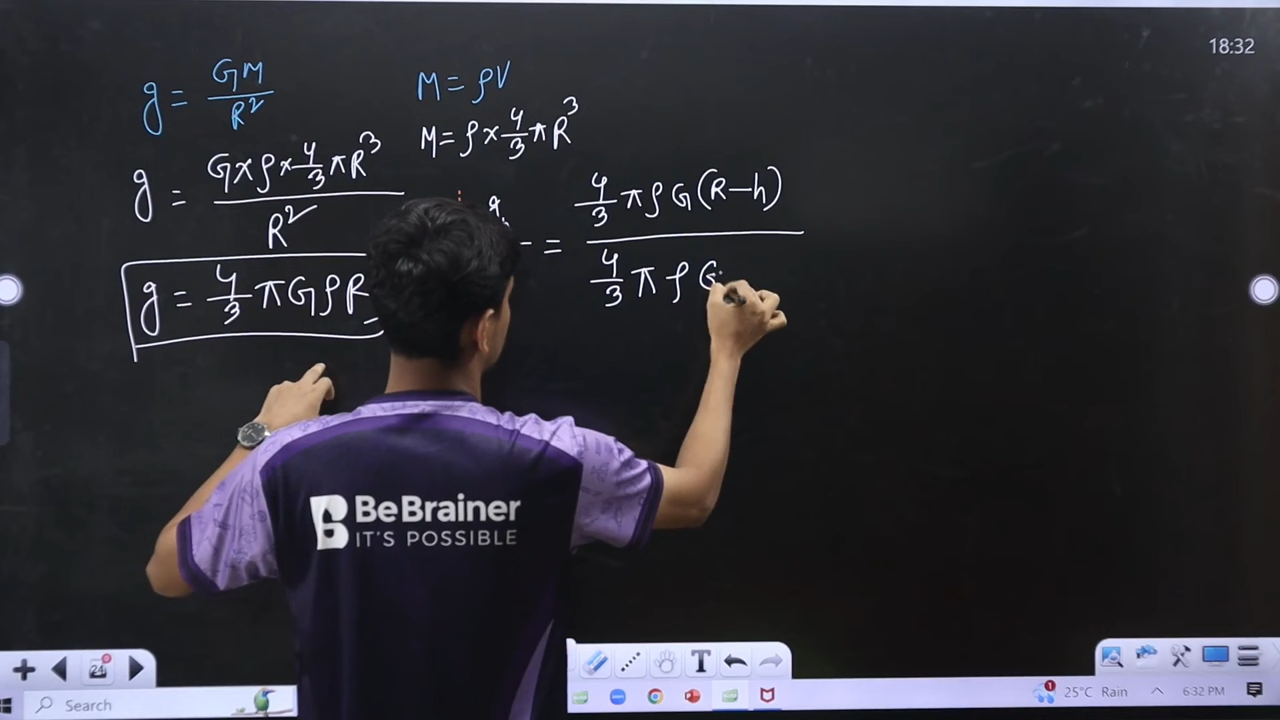 18:32
g = GM/R²
M = ρV
M = ρ × 4/3 π R³
g = G × ρ × 4/3 π R³ / R²
= 4/3 π ρ G (R – h) / 4/3 π ρ G
g = 4/3 π G ρ R
BeBrainer
IT'S POSSIBLE
24
T
Search
25°C Rain
6:32 PM